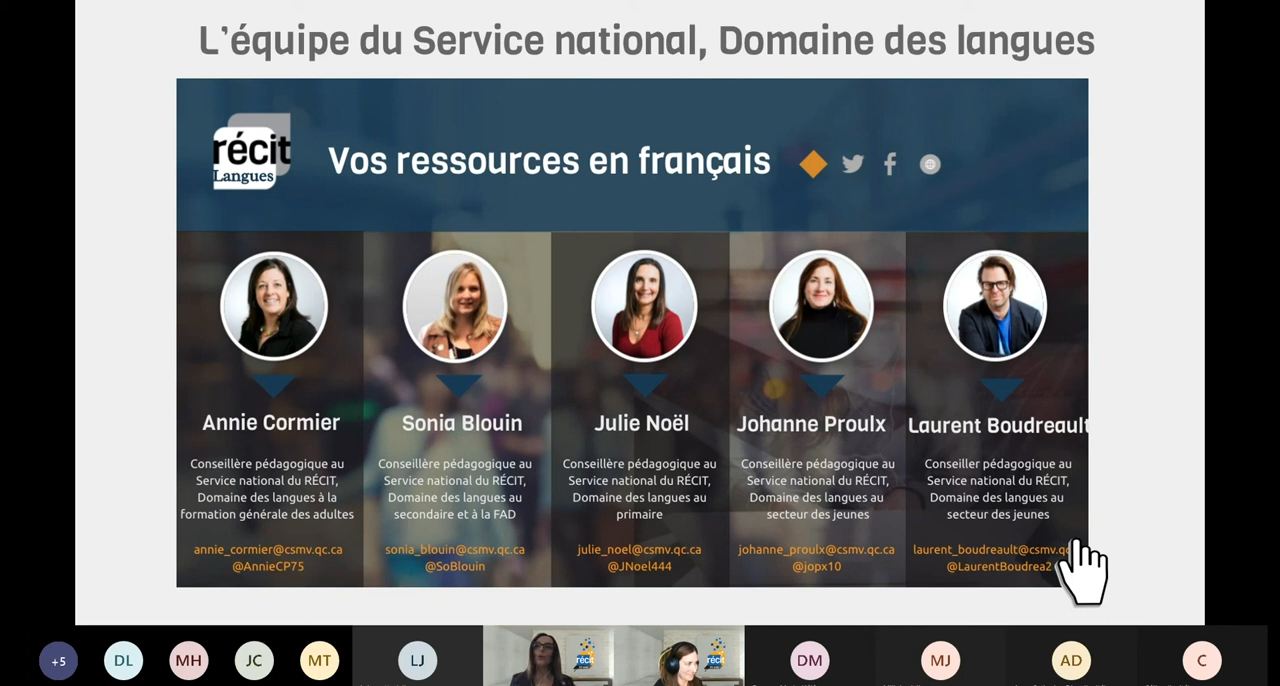 L'équipe du Service national, Domaine des langues
récit
Langues
Vos ressources en français
Annie Cormier
Conseillère pédagogique au
Service national du RÉCIT,
Domaine des langues à la
formation générale des adultes
annie_cormier@csmv.qc.ca
@AnnieCP75
Sonia Blouin
Conseillère pédagogique au
Service national du RÉCIT,
Domaine des langues au
secondaire et à la FAD
sonia_blouin@csmv.qc.ca
@SoBlouin
Julie Noël
Conseillère pédagogique au
Service national du RÉCIT,
Domaine des langues au
primaire
julie_noel@csmv.qc.ca
@JNoel444
Johanne Proulx
Conseillère pédagogique au
Service national du RÉCIT,
Domaine des langues au
secteur des jeunes
johanne_proulx@csmv.qc.ca
@jopx10
Laurent Boudreault
Conseiller pédagogique au
Service national du RÉCIT,
Domaine des langues au
secteur des jeunes
laurent_boudreault@csmv.qc
@LaurentBoudrea2
+5
DL
MH
JC
MT
LJ
récit
récit
DM
MJ
AD
C